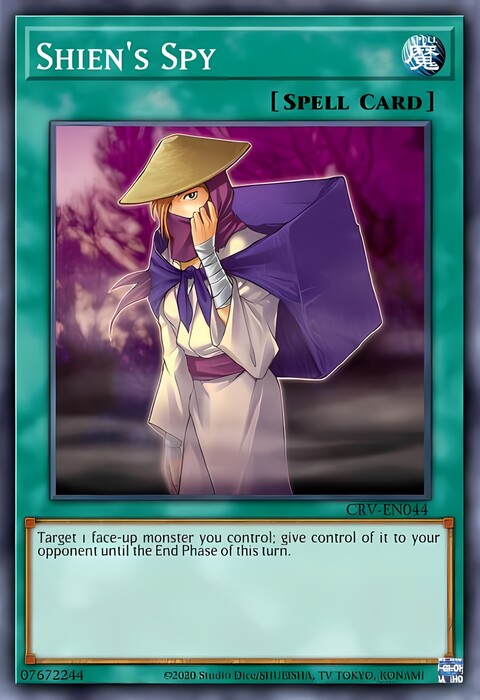 Shien's Spy
[Spell Card]
CRV-EN044
Target 1 face-up monster you control; give control of it to your
opponent until the End Phase of this turn.
07672244
©2020 Studio Dice/SHUEISHA, TV TOKYO, KONAMI